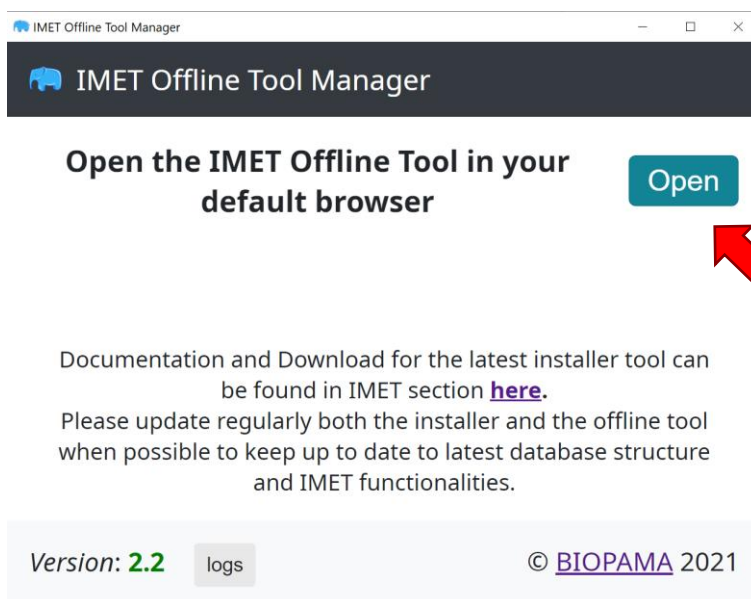 IMET Offline Tool Manager
IMET Offline Tool Manager
Open the IMET Offline Tool in your
default browser
Open
Documentation and Download for the latest installer tool can
be found in IMET section here.
Please update regularly both the installer and the offline tool
when possible to keep up to date to latest database structure
and IMET functionalities.
Version: 2.2 logs © BIOPAMA 2021